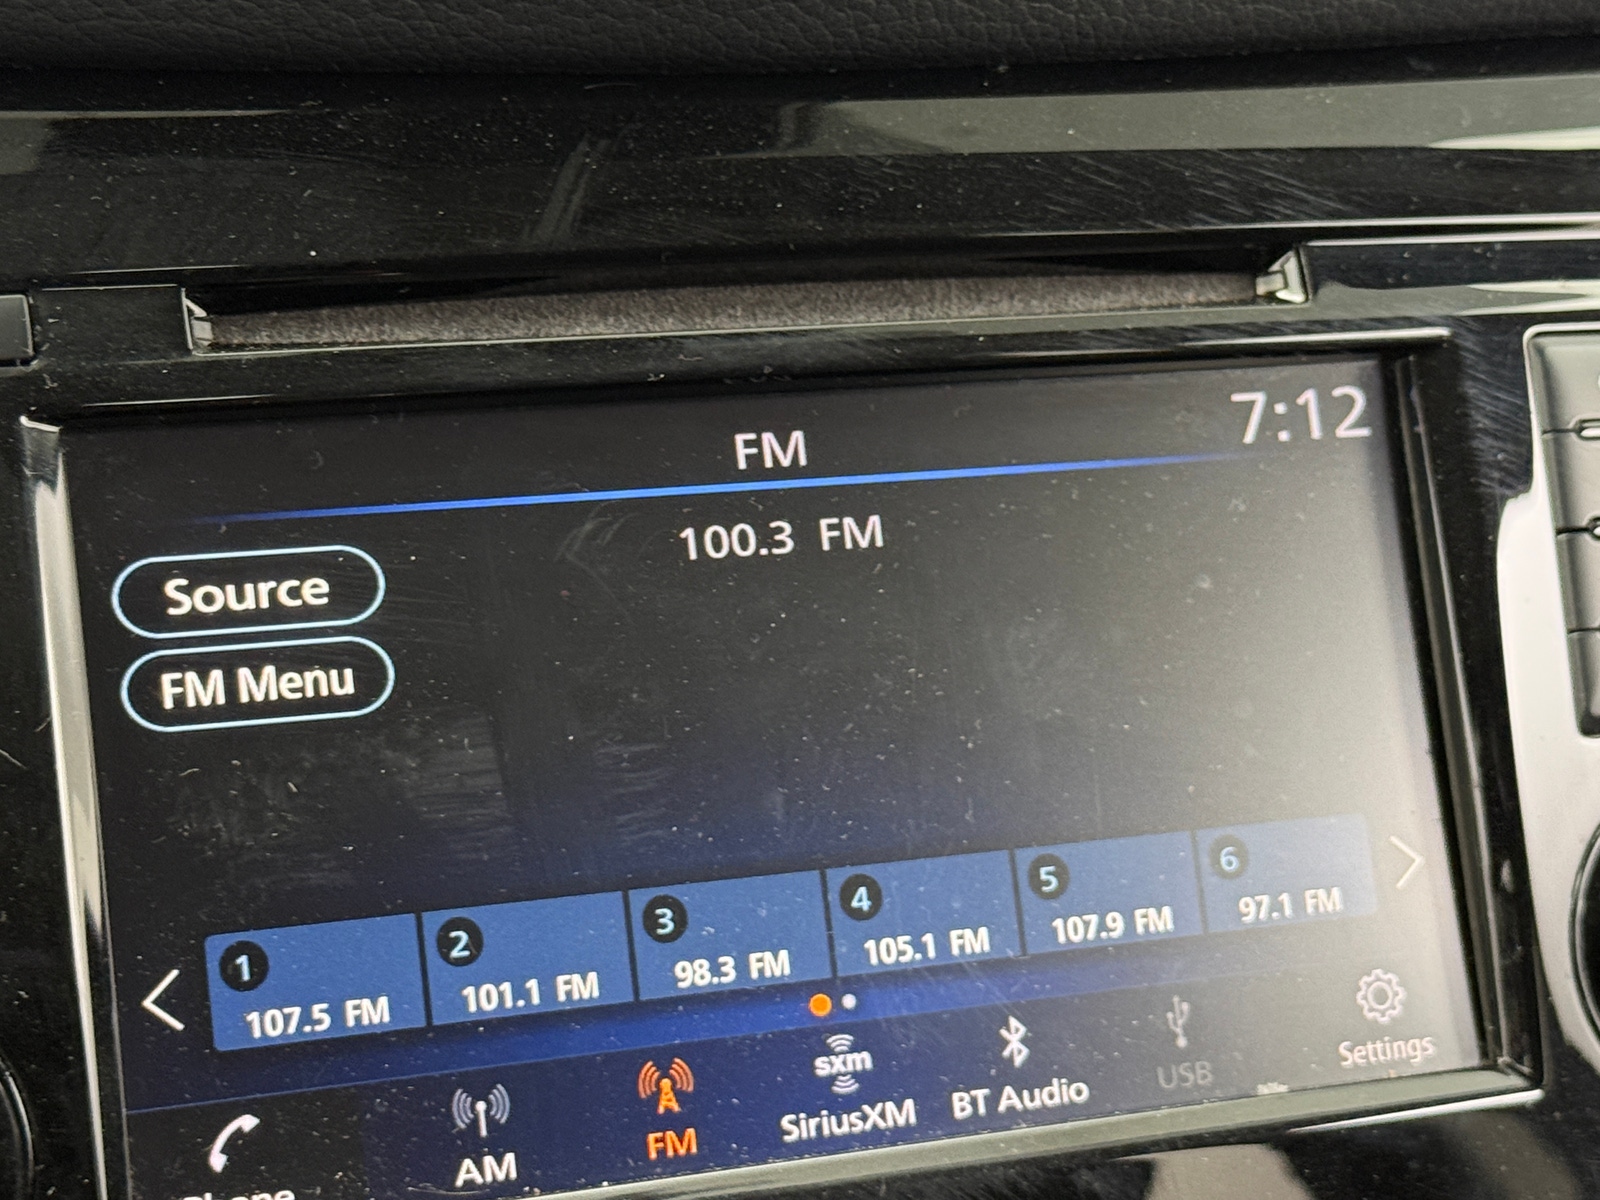 7:12
FM
100.3 FM
Source
FM Menu
1
107.5 FM
2
101.1 FM
3
98.3 FM
4
105.1 FM
5
107.9 FM
6
97.1 FM
Phone
AM
FM
sxm
SiriusXM
BT Audio
USB
Settings